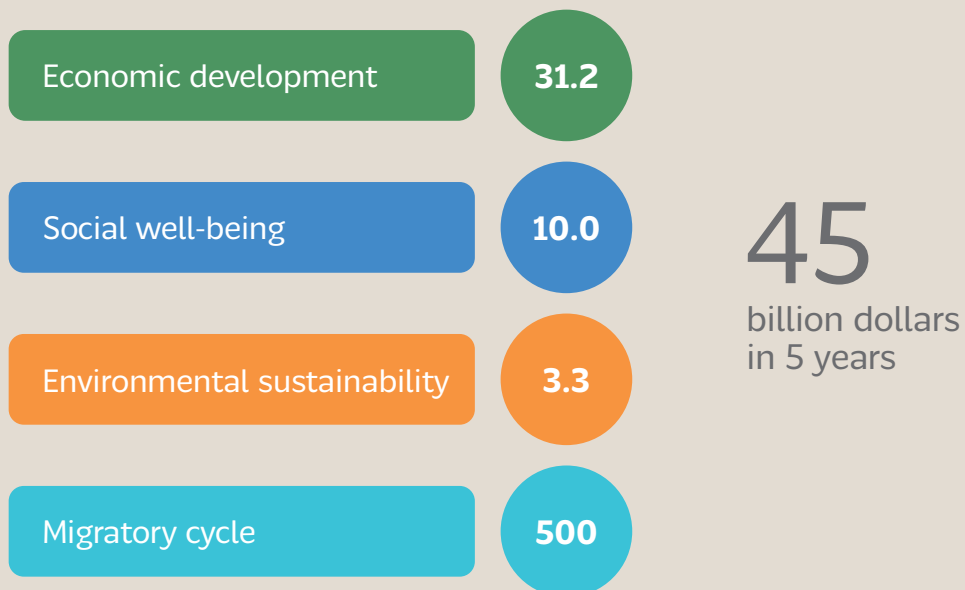 Economic development
31.2
Social well-being
10.0
45
billion dollars
in 5 years
Environmental sustainability
3.3
Migratory cycle
500